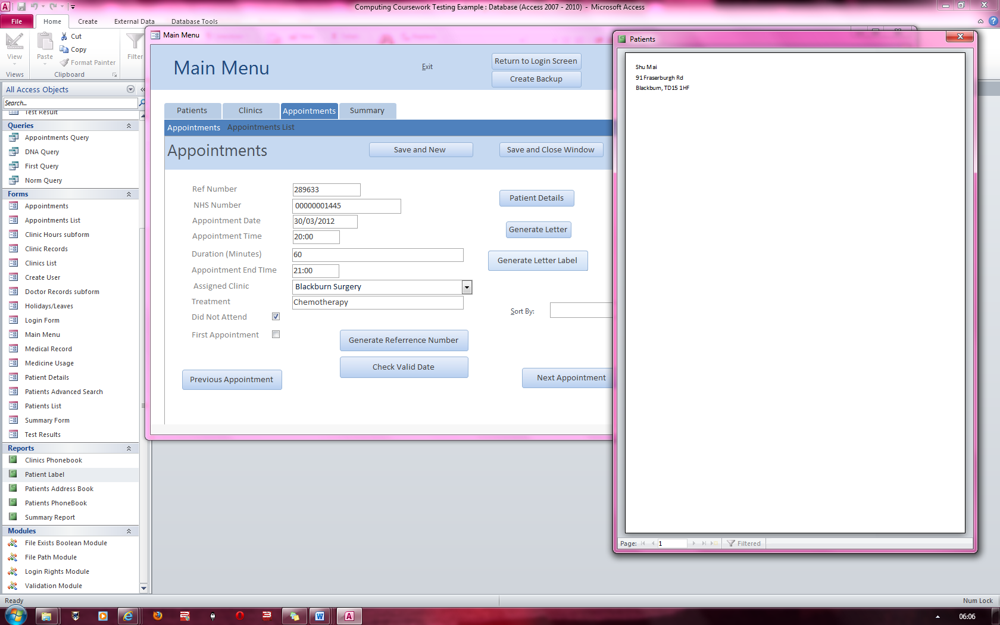 Computing Coursework Testing Example : Database (Access 2007 - 2010) - Microsoft Access
File Home Create External Data Database Tools
View
Views
Paste
Cut
Copy
Format Painter
Clipboard
Filter
All Access Objects
Search...
Test Result
Queries
Appointments Query
DNA Query
First Query
Norm Query
Forms
Appointments
Appointments List
Clinic Hours subform
Clinic Records
Clinics List
Create User
Doctor Records subform
Holidays/Leaves
Login Form
Main Menu
Medical Record
Medicine Usage
Patient Details
Patients Advanced Search
Patients List
Summary Form
Test Results
Reports
Clinics Phonebook
Patient Label
Patients Address Book
Patients PhoneBook
Summary Report
Modules
File Exists Boolean Module
File Path Module
Login Rights Module
Validation Module
Main Menu
Main Menu
Exit
Return to Login Screen
Create Backup
Patients Clinics Appointments Summary
Appointments Appointments List
Appointments
Save and New
Save and Close Window
Ref Number 289633
NHS Number 00000001445
Appointment Date 30/03/2012
Appointment Time 20:00
Duration (Minutes) 60
Appointment End TIme 21:00
Assigned Clinic Blackburn Surgery
Treatment Chemotherapy
Did Not Attend
First Appointment
Patient Details
Generate Letter
Generate Letter Label
Sort By:
Generate Referrence Number
Check Valid Date
Previous Appointment
Next Appointment
Patients
Shu Mai
91 Fraserburgh Rd
Blackburn, TD15 1HF
Page: 1 Filtered
Ready
Num Lock
06:06